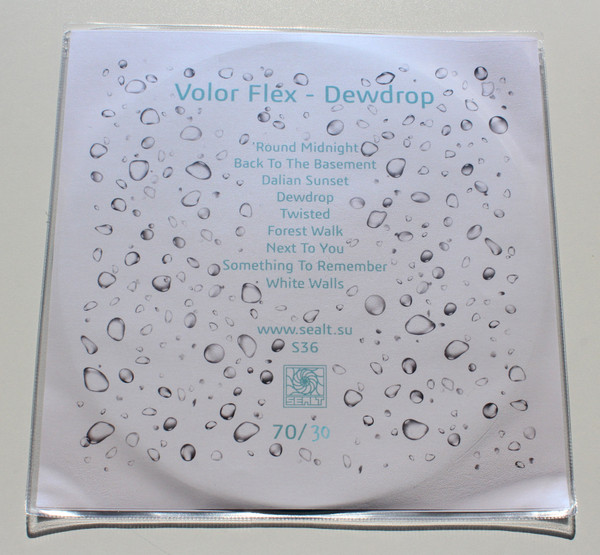 Volor Flex - Dewdrop
Round Midnight
Back To The Basement
Dalian Sunset
Dewdrop
Twisted
Forest Walk
Next To You
Something To Remember
White Walls
www.sealt.su
S36
SEALT
70/30